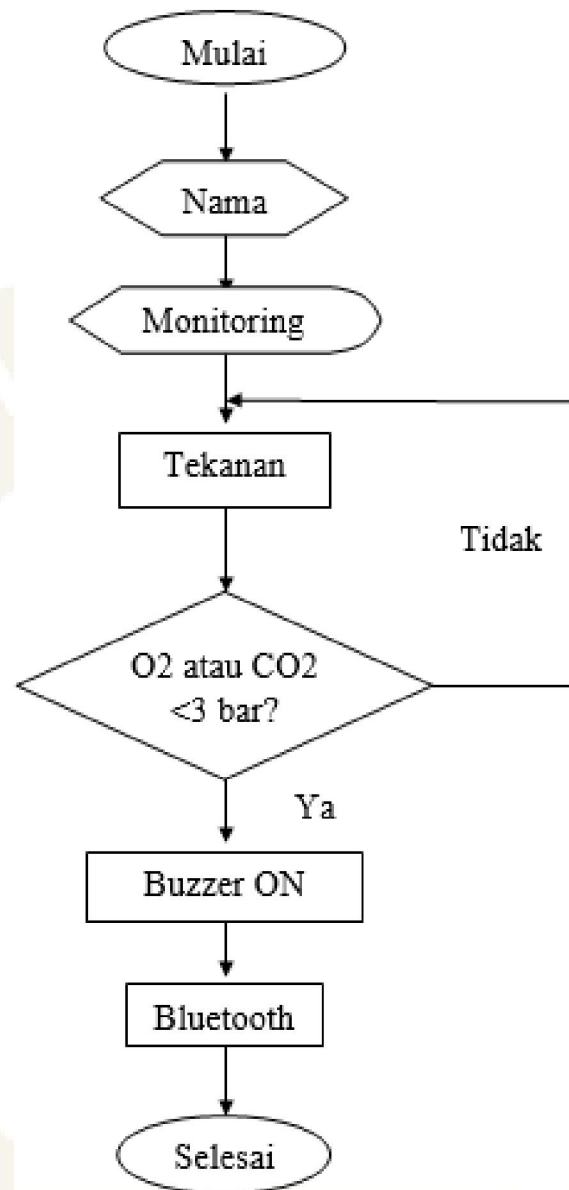 Mulai
Nama
Monitoring
Tekanan
Tidak
O2 atau CO2
<3 bar?
Ya
Buzzer ON
Bluetooth
Selesai